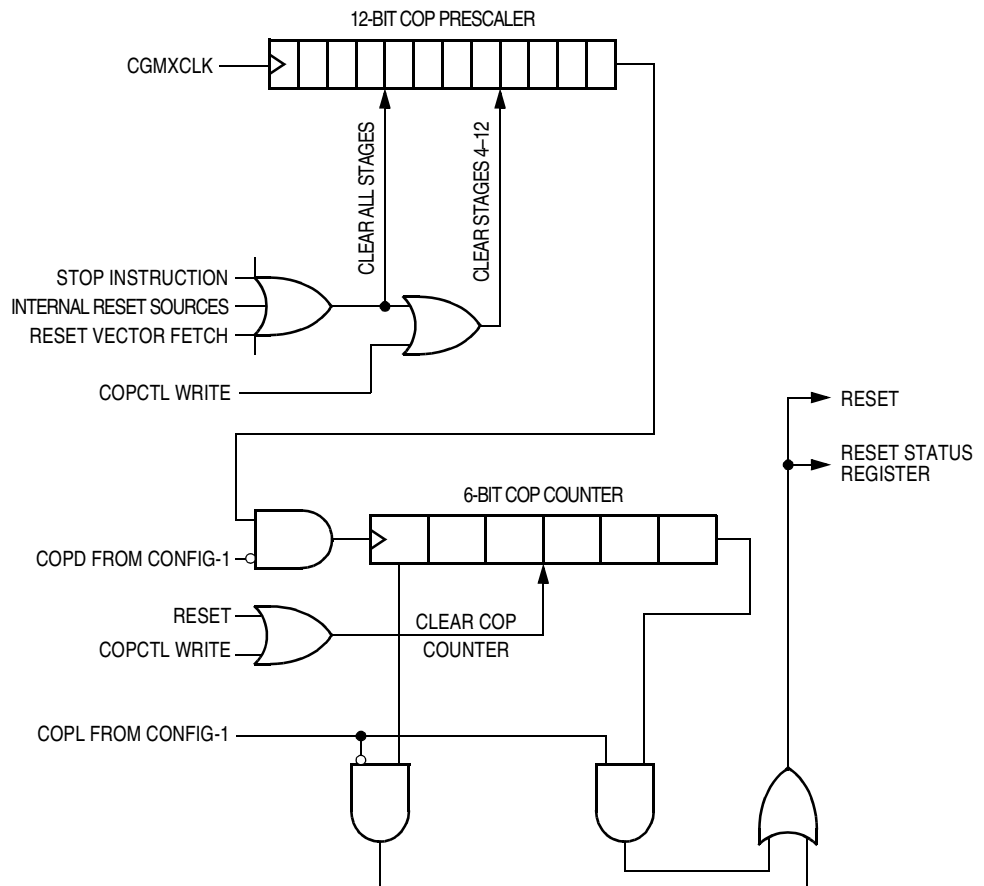 12-BIT COP PRESCALER
CGMXCLK
CLEAR ALL STAGES
CLEAR STAGES 4–12
STOP INSTRUCTION
INTERNAL RESET SOURCES
RESET VECTOR FETCH
COPCTL WRITE
RESET
RESET STATUS
REGISTER
6-BIT COP COUNTER
COPD FROM CONFIG-1
RESET
COPCTL WRITE
CLEAR COP
COUNTER
COPL FROM CONFIG-1